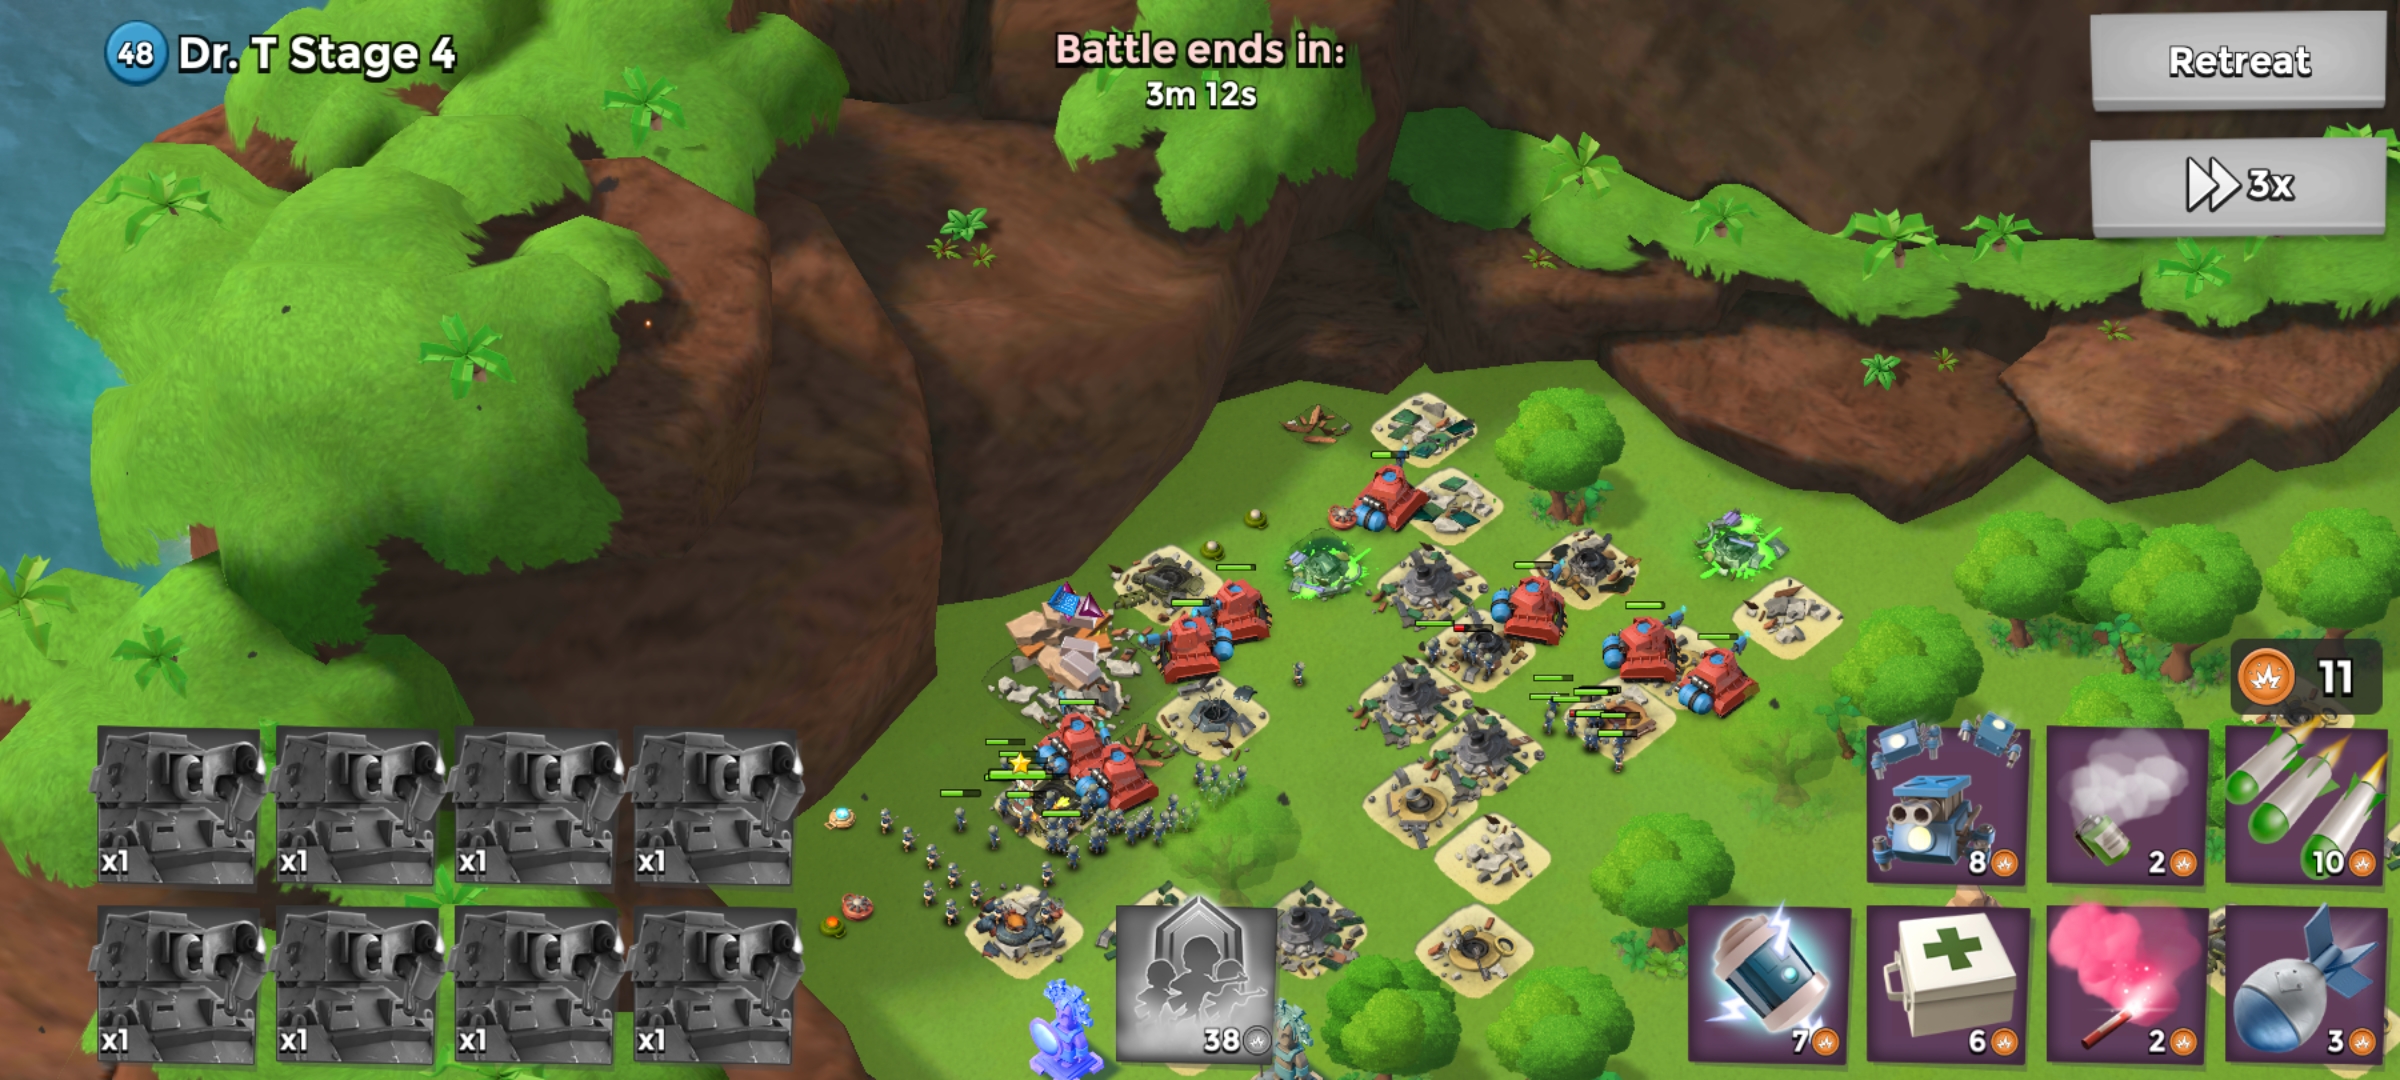 48 Dr. T Stage 4
Battle ends in:
3m 12s
Retreat
3x
11
x1 x1 x1 x1
8 2 10
x1 x1 x1 x1
38 7 6 2 3